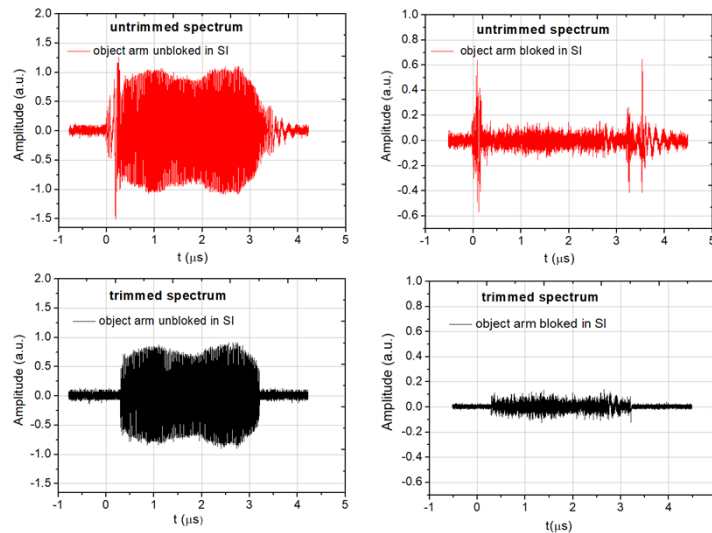 untrimmed spectrum
object arm unbloked in SI
Amplitude (a.u.)
2.0
1.5
1.0
0.5
0.0
-0.5
-1.0
-1.5
-1 0 1 2 3 4 5
t (μs)
untrimmed spectrum
object arm bloked in SI
Amplitude (a.u.)
1.0
0.8
0.6
0.4
0.2
0.0
-0.2
-0.4
-0.6
-1 0 1 2 3 4 5
t (μs)
trimmed spectrum
object arm unbloked in SI
Amplitude (a.u.)
2.0
1.5
1.0
0.5
0.0
-0.5
-1.0
-1.5
-1 0 1 2 3 4 5
t (μs)
trimmed spectrum
object arm bloked in SI
Amplitude (a.u.)
1.0
0.8
0.6
0.4
0.2
0.0
-0.2
-0.4
-0.6
-1 0 1 2 3 4 5
t(μs)